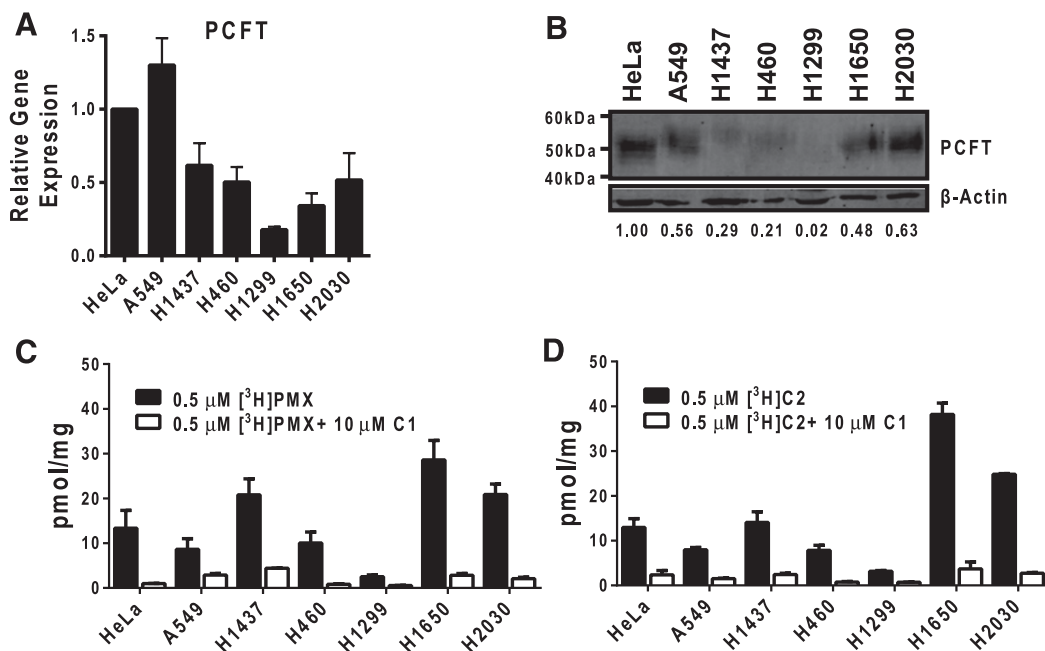 A
PCFT
Relative Gene
Expression
1.5
1.0
0.5
0.0
HeLa
A549
H1437
H460
H1299
H1650
H2030
B
HeLa
A549
H1437
H460
H1299
H1650
H2030
60kDa
50kDa
40kDa
PCFT
β-Actin
1.00 0.56 0.29 0.21 0.02 0.48 0.63
C
pmol/mg
50
40
30
20
10
0
0.5 μM [³H]PMX
0.5 μM [³H]PMX+ 10 μM C1
HeLa
A549
H1437
H460
H1299
H1650
H2030
D
pmol/mg
50
40
30
20
10
0
0.5 μM [³H]C2
0.5 μM [³H]C2+ 10 μM C1
HeLa
A549
H1437
H460
H1299
H1650
H2030